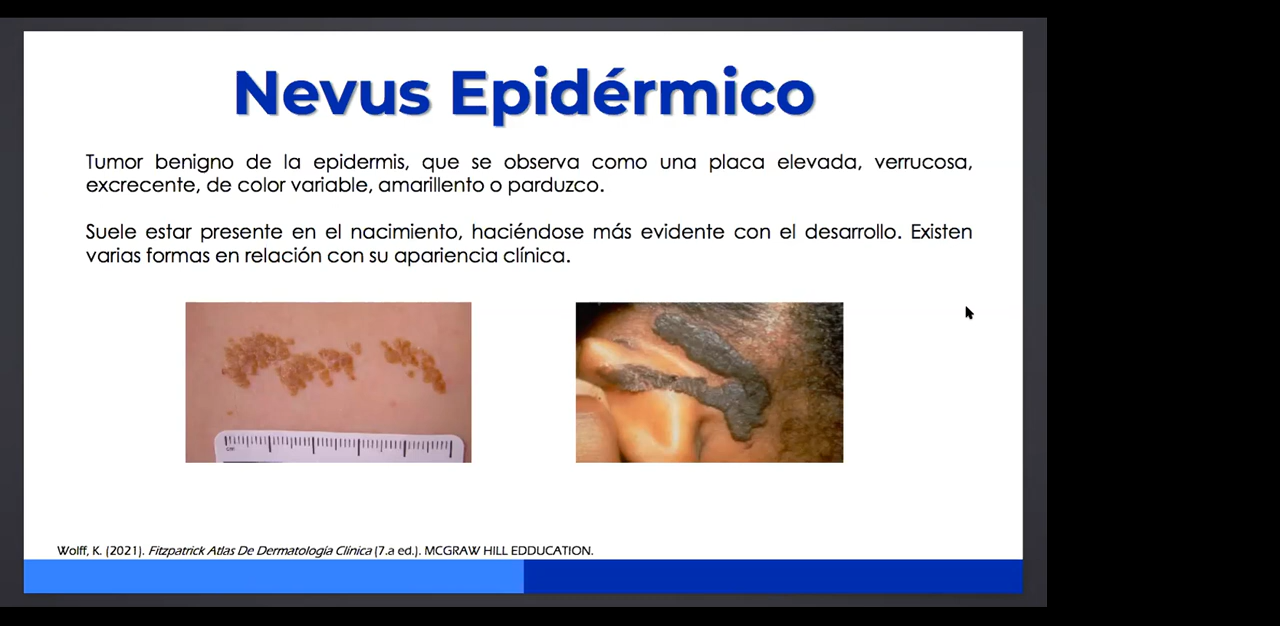 Nevus Epidérmico
Tumor benigno de la epidermis, que se observa como una placa elevada, verrucosa,
excrecente, de color variable, amarillento o parduzco.
Suele estar presente en el nacimiento, haciéndose más evidente con el desarrollo. Existen
varias formas en relación con su apariencia clínica.
cm
Wolff, K. (2021). Fitzpatrick Atlas De Dermatología Clínica (7.a ed.). MCGRAW HILL EDDUCATION.